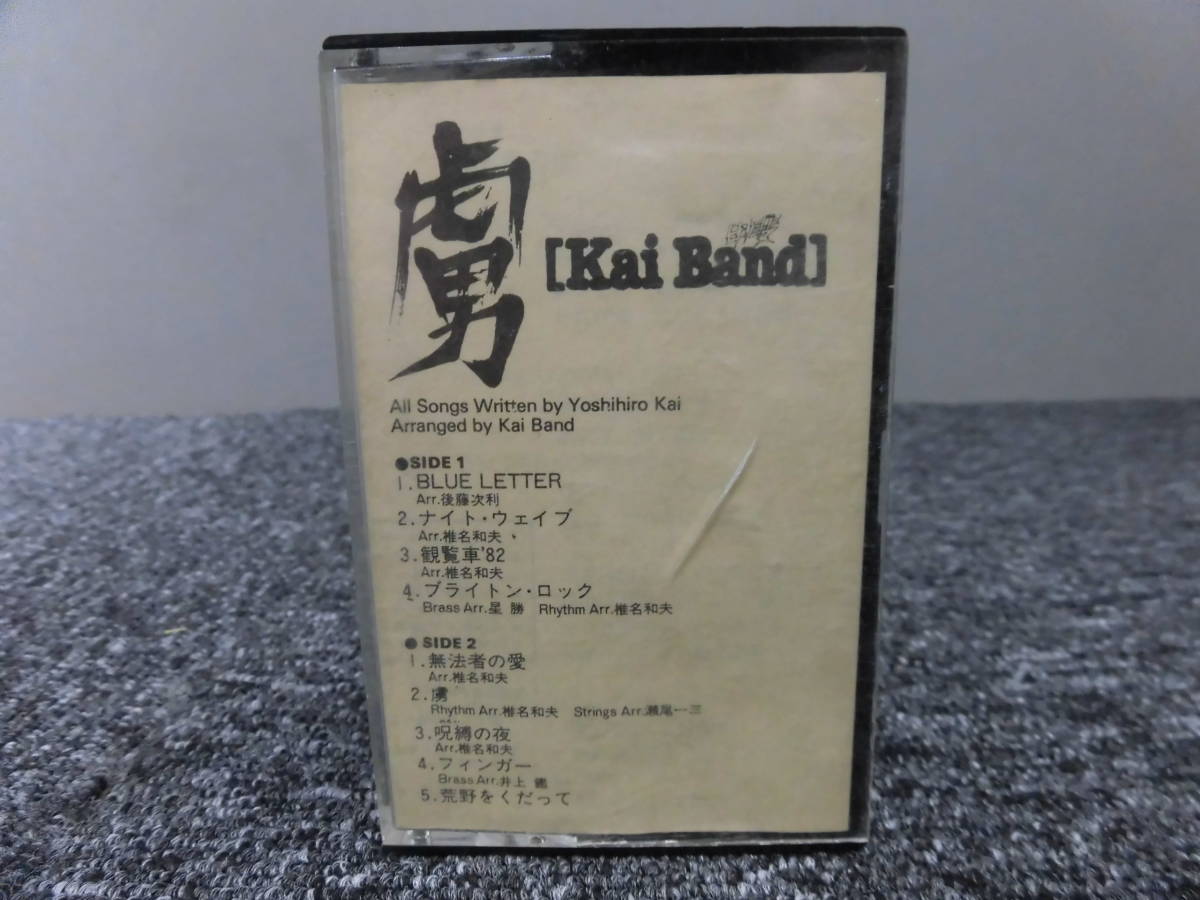 虜
[Kai Band]
All Songs Written by Yoshihiro Kai
Arranged by Kai Band
●SIDE 1
1.BLUE LETTER
Arr.後藤次利
2.ナイト・ウェイブ
Arr.椎名和夫
3.観覧車'82
Arr.椎名和夫
4.ブライトン・ロック
Brass Arr.星 勝 Rhythm Arr.椎名和夫
●SIDE 2
1.無法者の愛
Arr.椎名和夫
2.虜
Rhythm Arr.椎名和夫 Strings Arr.瀬尾一三
3.呪縛の夜
Arr.椎名和夫
4.フィンガー
Brass Arr.井上 鑑
5.荒野をくだって